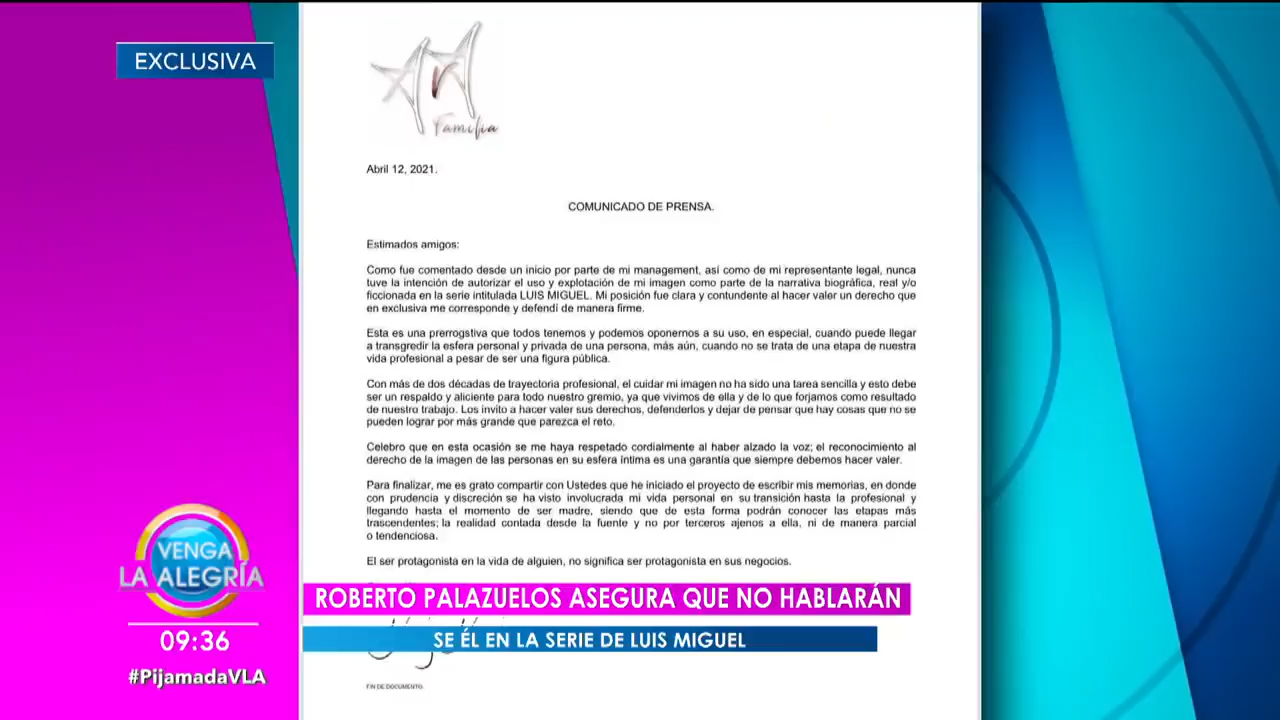 EXCLUSIVA
Familia
Abril 12, 2021.
COMUNICADO DE PRENSA.
Estimados amigos:
Como fue comentado desde un inicio por parte de mi management, así como de mi representante legal, nunca
tuve la intención de autorizar el uso y explotación de mi imagen como parte de la narrativa biográfica, real y/o
ficcionada en la serie intitulada LUIS MIGUEL. Mi posición fue clara y contundente al hacer valer un derecho que
en exclusiva me corresponde y defendí de manera firme.
Esta es una prerrogstiva que todos tenemos y podemos oponernos a su uso, en especial, cuando puede llegar
a transgredir la esfera personal y privada de una persona, más aún, cuando no se trata de una etapa de nuestra
vida profesional a pesar de ser una figura pública.
Con más de dos décadas de trayectoria profesional, el cuidar mi imagen no ha sido una tarea sencilla y esto debe
ser un respaldo y aliciente para todo nuestro gremio, ya que vivimos de ella y de lo que forjamos como resultado
de nuestro trabajo. Los invito a hacer valer sus derechos, defenderlos y dejar de pensar que hay cosas que no se
pueden lograr por más grande que parezca el reto.
Celebro que en esta ocasión se me haya respetado cordialmente al haber alzado la voz; el reconocimiento al
derecho de la imagen de las personas en su esfera íntima es una garantía que siempre debemos hacer valer.
Para finalizar, me es grato compartir con Ustedes que he iniciado el proyecto de escribir mis memorias, en donde
con prudencia y discreción se ha visto involucrada mi vida personal en su transición hasta la profesional y
llegando hasta el momento de ser madre, siendo que de esta forma podrán conocer las etapas más
trascendentes; la realidad contada desde la fuente y no por terceros ajenos a ella, ni de manera parcial
o tendenciosa.
El ser protagonista en la vida de alguien, no significa ser protagonista en sus negocios.
FIN DE DOCUMENTO.
VENGA
LA ALEGRÍA
09:36
#PijamadaVLA
ROBERTO PALAZUELOS ASEGURA QUE NO HABLARÁN
SE ÉL EN LA SERIE DE LUIS MIGUEL